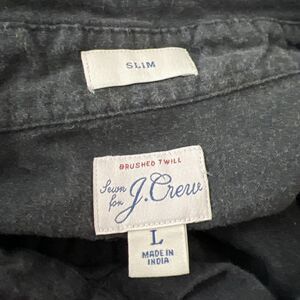 SLIM
BRUSHED TWILL
Sewn
for J.Crew
L
MADE IN
INDIA